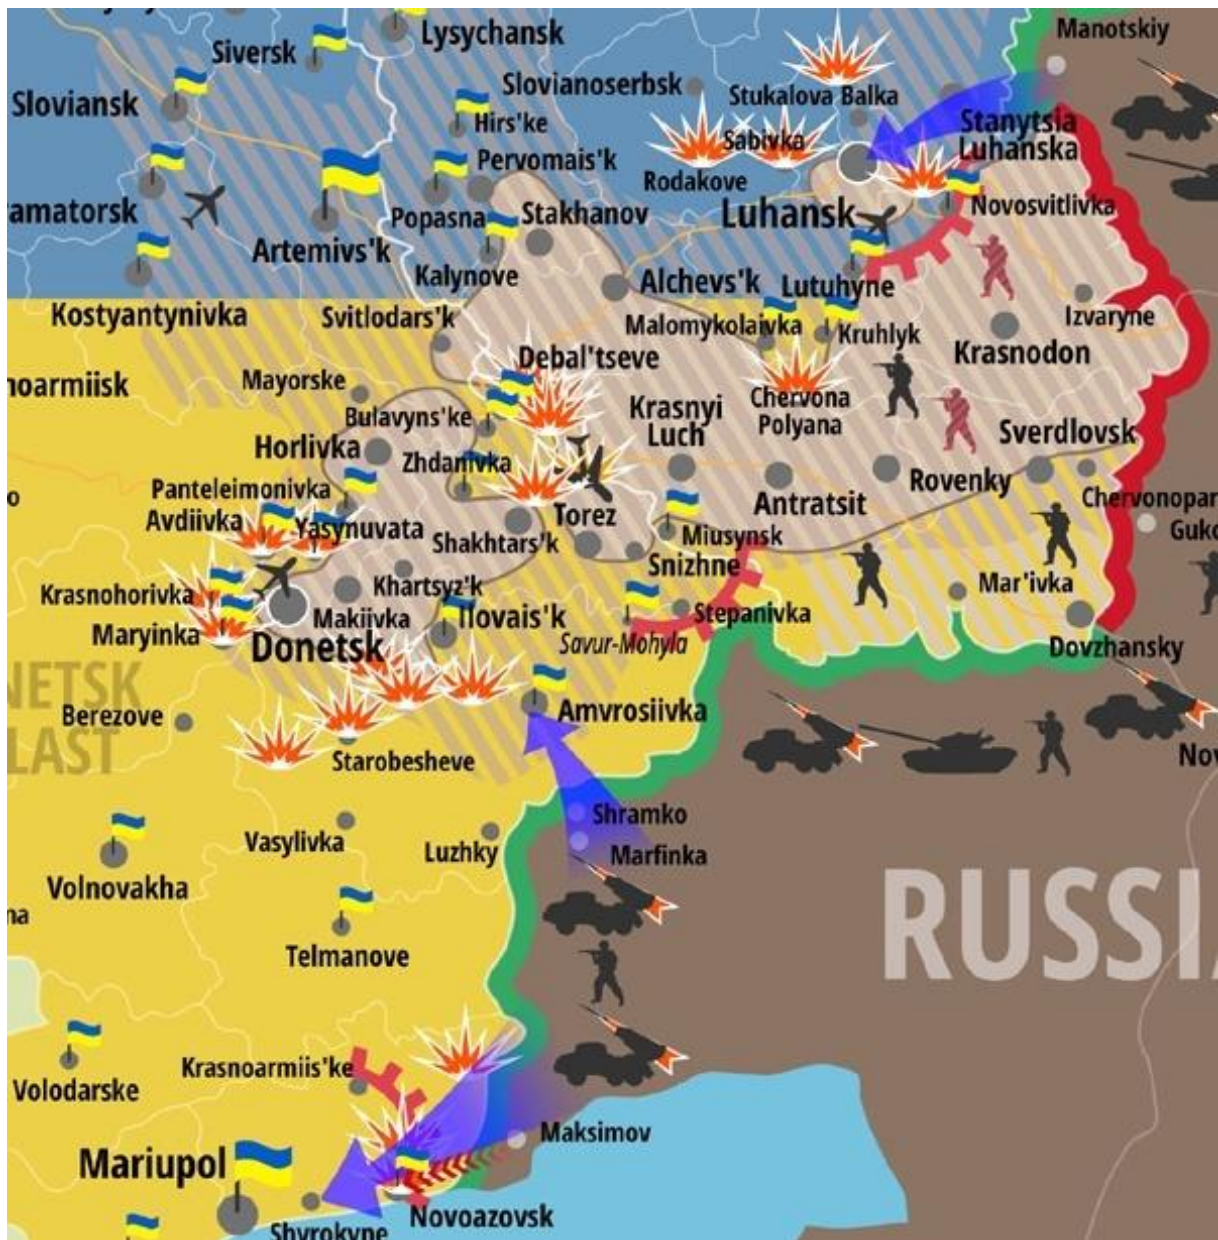 Manotskiy
Siversk
Lysychansk
Sloviansk
Slovianoserbsk
Stukalova Balka
Hirs'ke
Stanytsia
Luhanska
Sabivka
Pervomais'k
Rodakove
amatorsk
Popasna
Stakhanov
Luhansk
Novosvitlivka
Artemivs'k
Kalynove
Alchevs'k
Lutuhyne
Kostyantynivka
Svitlodars'k
Malomykolaivka
Kruhlyk
Izvaryne
Debal'tseve
Krasnodon
noarmiisk
Mayorske
Chervona
Polyana
Bulavyns'ke
Krasnyi
Luch
Sverdlovsk
Horlivka
Zhdanivka
Rovenky
Panteleimonivka
Antratsit
Chervonopar
Avdiivka
Yasynuvata
Torez
Miusynsk
Guko
Shakhtars'k
Snizhne
Krasnohorivka
Khartsyz'k
Mar'ivka
Makiivka
Ilovais'k
Stepanivka
Maryinka
Donetsk
Savur-Mohyla
Dovzhansky
NETSK
LAST
Berezove
Amvrosiivka
Starobesheve
Nov
Shramko
Vasylivka
Luzhky
Marfinka
Volnovakha
na
RUSSIA
Telmanove
Krasnoarmiis'ke
Volodarske
Maksimov
Mariupol
Novoazovsk
Shyrokyne